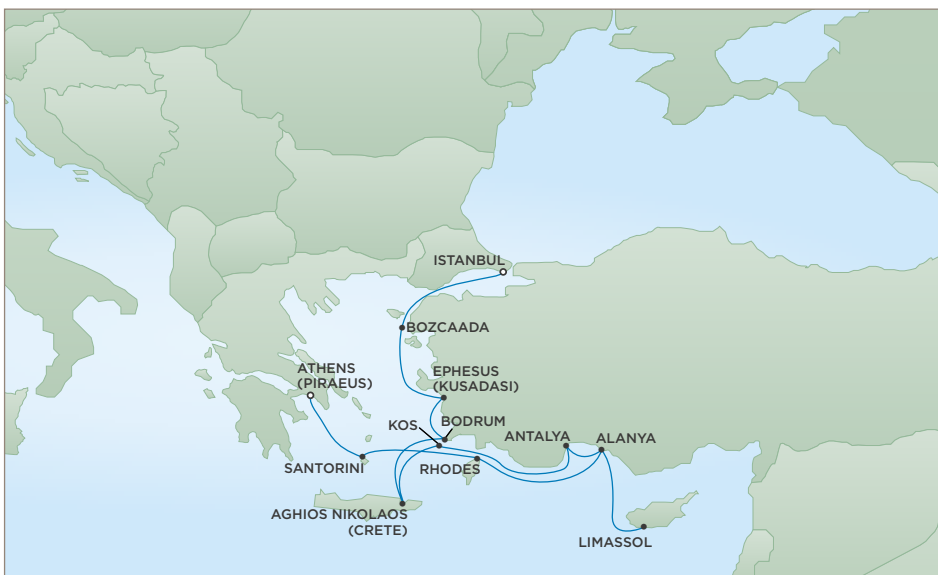 ISTANBUL
BOZCAADA
ATHENS
(PIRAEUS)
EPHESUS
(KUSADASI)
KOS
BODRUM
ANTALYA
ALANYA
SANTORINI
RHODES
AGHIOS NIKOLAOS
(CRETE)
LIMASSOL